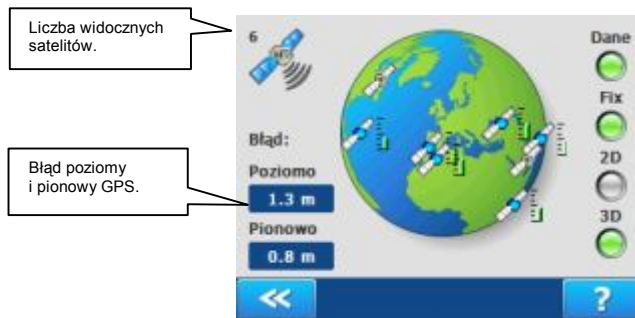 Liczba widocznych
satelitów.
6
Błąd:
Poziomo
1.3 m
Pionowo
0.8 m
Błąd poziomy
i pionowy GPS.
Dane
Fix
2D
3D
<<
?